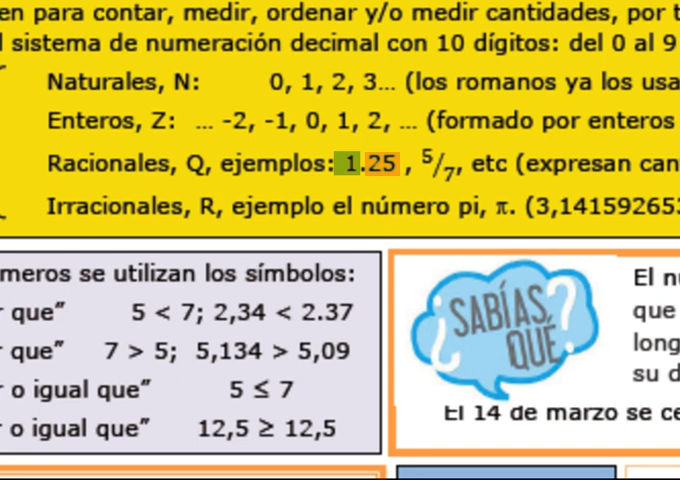 en para contar, medir, ordenar y/o medir cantidades, por
sistema de numeración decimal con 10 dígitos: del 0 al 9
Naturales, N: 0, 1, 2, 3... (los romanos ya los usa
Enteros, Z: ... -2, -1, 0, 1, 2, ... (formado por enteros
Racionales, Q, ejemplos: 1.25 , 5/7, etc (expresan can
Irracionales, R, ejemplo el número pi, π. (3,14159265
meros se utilizan los símbolos:
r que” 5 < 7; 2,34 < 2.37
r que” 7 > 5; 5,134 > 5,09
r o igual que” 5 ≤ 7
r o igual que” 12,5 ≥ 12,5
¿SABÍAS
QUÉ?
El n
que
long
su d
El 14 de marzo se ce